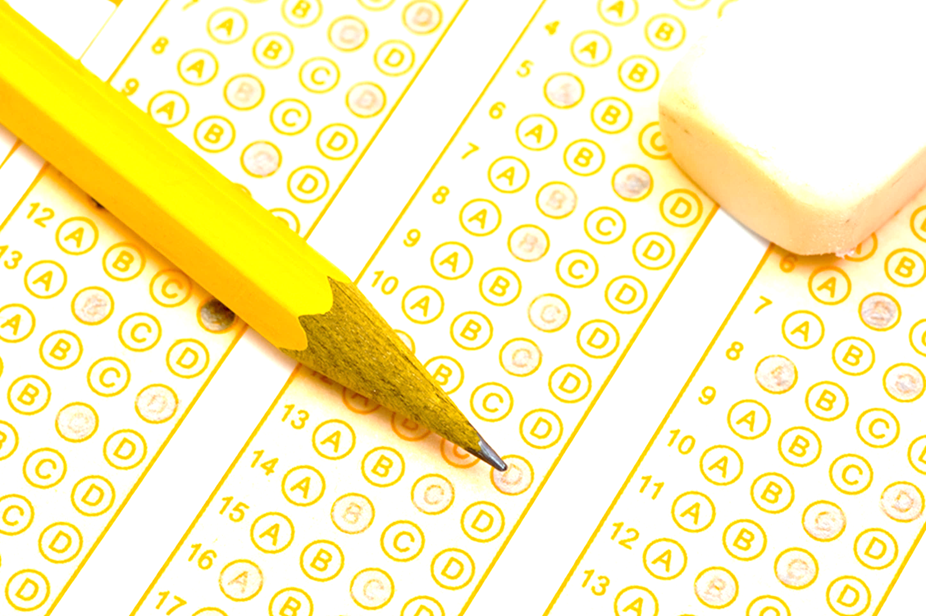 B D
7 A B C D
8 A B C D
9 A B C D
12 A B C D
13 A B C D
A B C D
B C D
C D
C D
D
A B
4 A B
5 B C
6 A B C D
7 A B C D
8 A B C D
9 A B C D
10 A B C D
B C D
A B C D
13 A B C D
14 A B C D
15 A B C D
16 A B C
17
B
6 A
7 A B
8 A B C
9 A B C D
10 A B C D
11 A B C D
12 A B
13 A